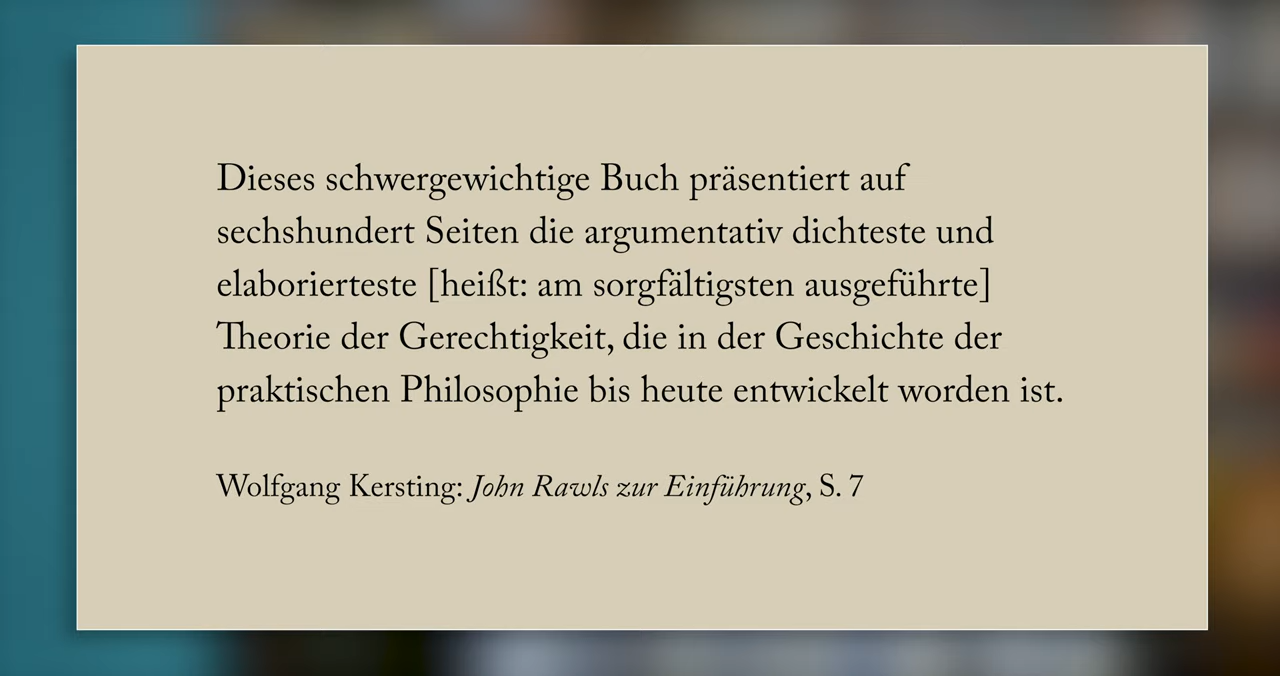 Dieses schwergewichtige Buch präsentiert auf
sechshundert Seiten die argumentativ dichteste und
elaborierteste [heißt: am sorgfältigsten ausgeführte]
Theorie der Gerechtigkeit, die in der Geschichte der
praktischen Philosophie bis heute entwickelt worden ist.
Wolfgang Kersting: John Rawls zur Einführung, S. 7